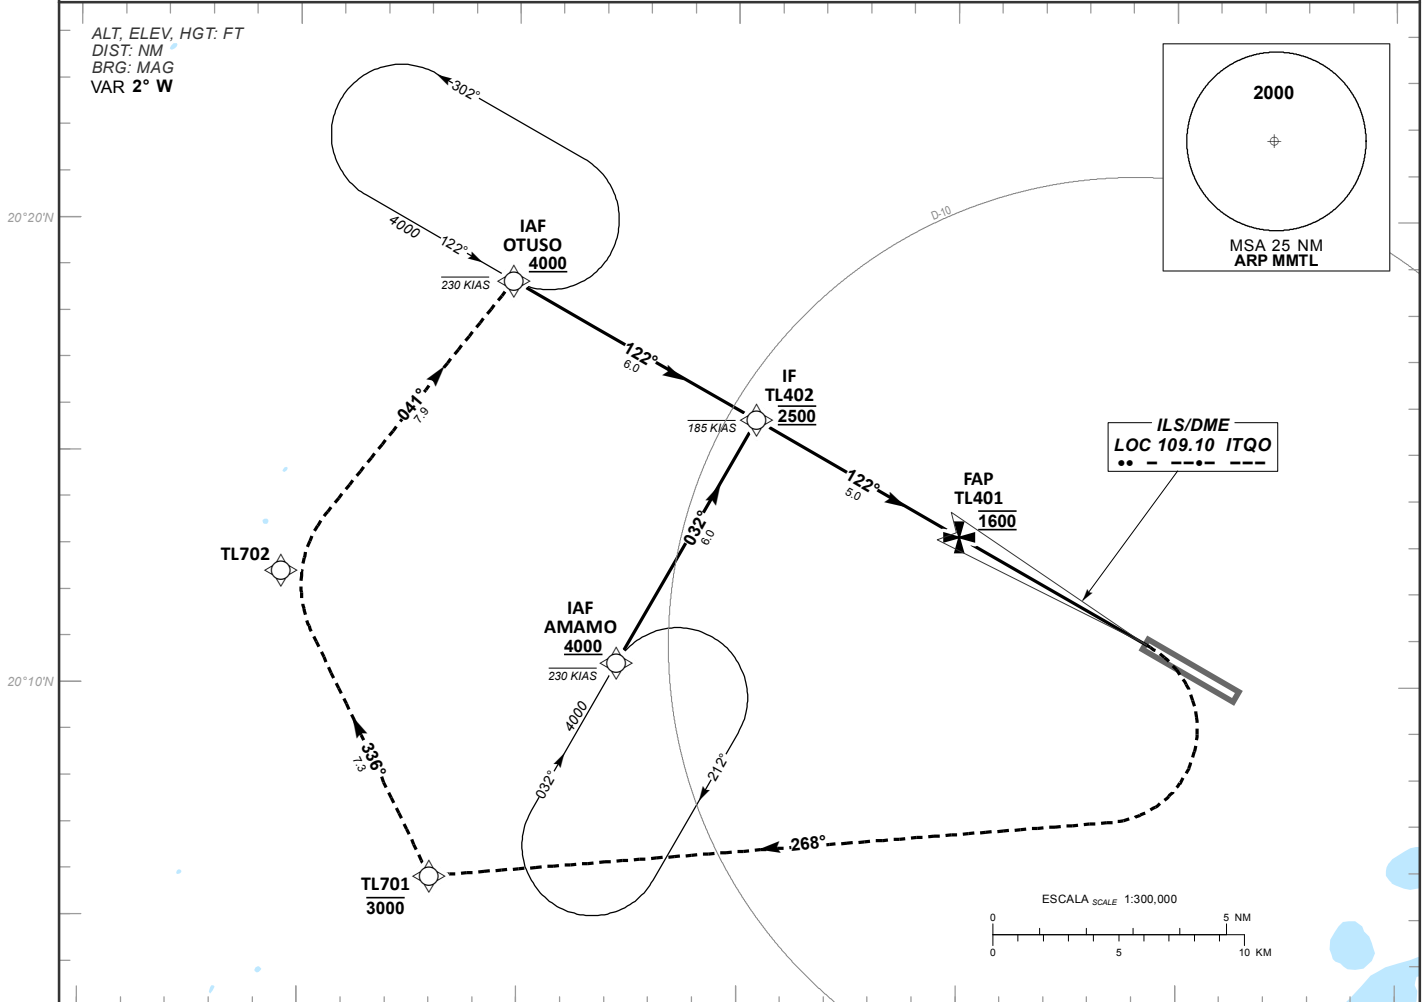 ALT, ELEV, HGT: FT
DIST: NM
BRG: MAG
VAR 2° W
302°
2000
MSA 25 NM
ARP MMTL
20°20'N
4000
122°
IAF
OTUSO
4000
230 KIAS
D-10
122°
6.0
041°
7.9
IF
TL402
2500
185 KIAS
122°
5.0
ILS/DME
LOC 109.10 ITQO
FAP
TL401
1600
032°
6.0
TL702
IAF
AMAMO
4000
230 KIAS
20°10'N
4000
032°
212°
336°
7.3
268°
TL701
3000
ESCALA SCALE 1:300,000
0 5 NM
0 5 10 KM